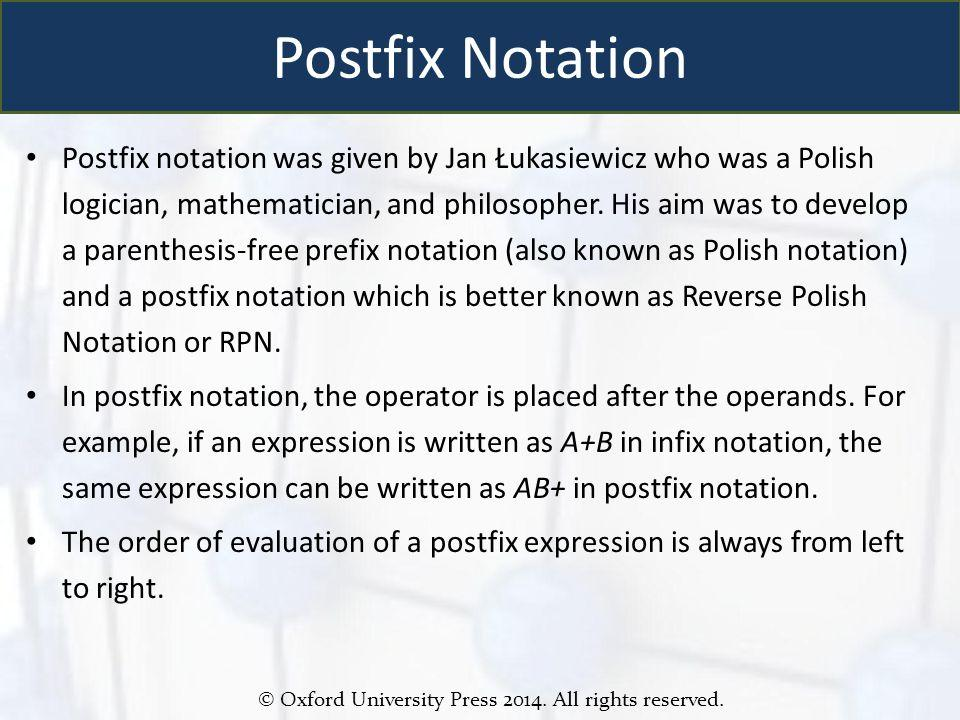 Postfix Notation
• Postfix notation was given by Jan Łukasiewicz who was a Polish
logician, mathematician, and philosopher. His aim was to develop
a parenthesis-free prefix notation (also known as Polish notation)
and a postfix notation which is better known as Reverse Polish
Notation or RPN.
• In postfix notation, the operator is placed after the operands. For
example, if an expression is written as A+B in infix notation, the
same expression can be written as AB+ in postfix notation.
• The order of evaluation of a postfix expression is always from left
to right.
© Oxford University Press 2014. All rights reserved.